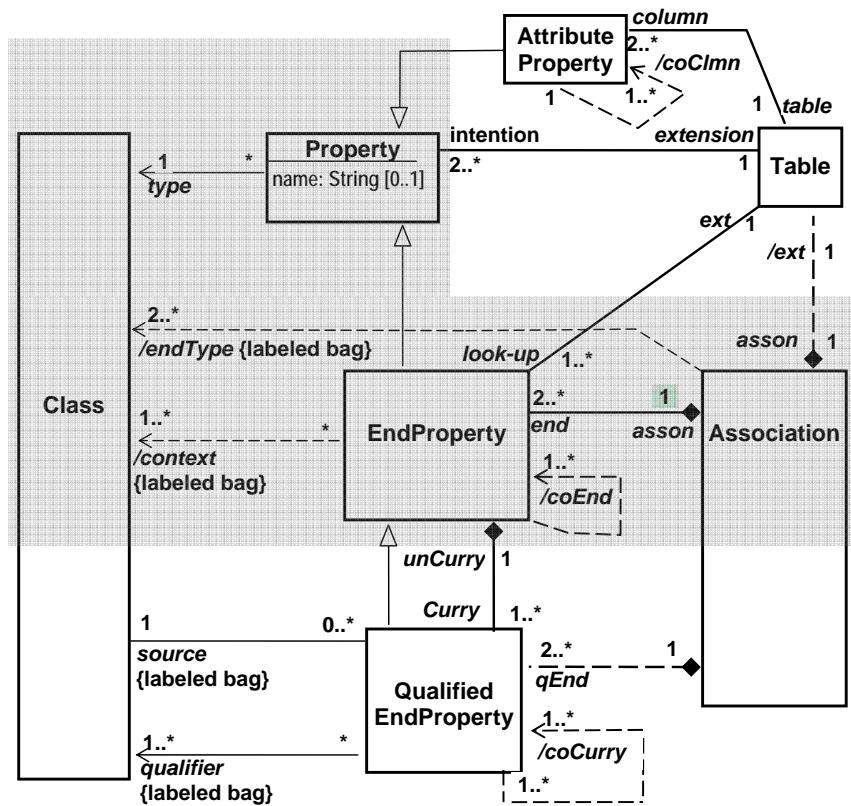 column
Attribute
Property
2..*
/coClmn
1
1..*
1
table
intention
extension
2..*
1
Table
Property
name: String [0..1]
1
*
type
ext
1
/ext
1
2..*
/endType {labeled bag}
look-up
1..*
asson
1
Class
1..*
*
/context
{labeled bag}
EndProperty
2..*
1
end
asson
Association
1..*
/coEnd
unCurry
1
Curry
1..*
1
0..*
source
{labeled bag}
Qualified
EndProperty
2..*
1
qEnd
1..*
*
qualifier
{labeled bag}
1..*
/coCurry
1..*